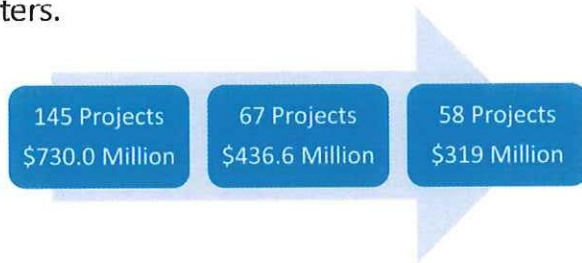 ters.
145 Projects
$730.0 Million
67 Projects
$436.6 Million
58 Projects
$319 Million